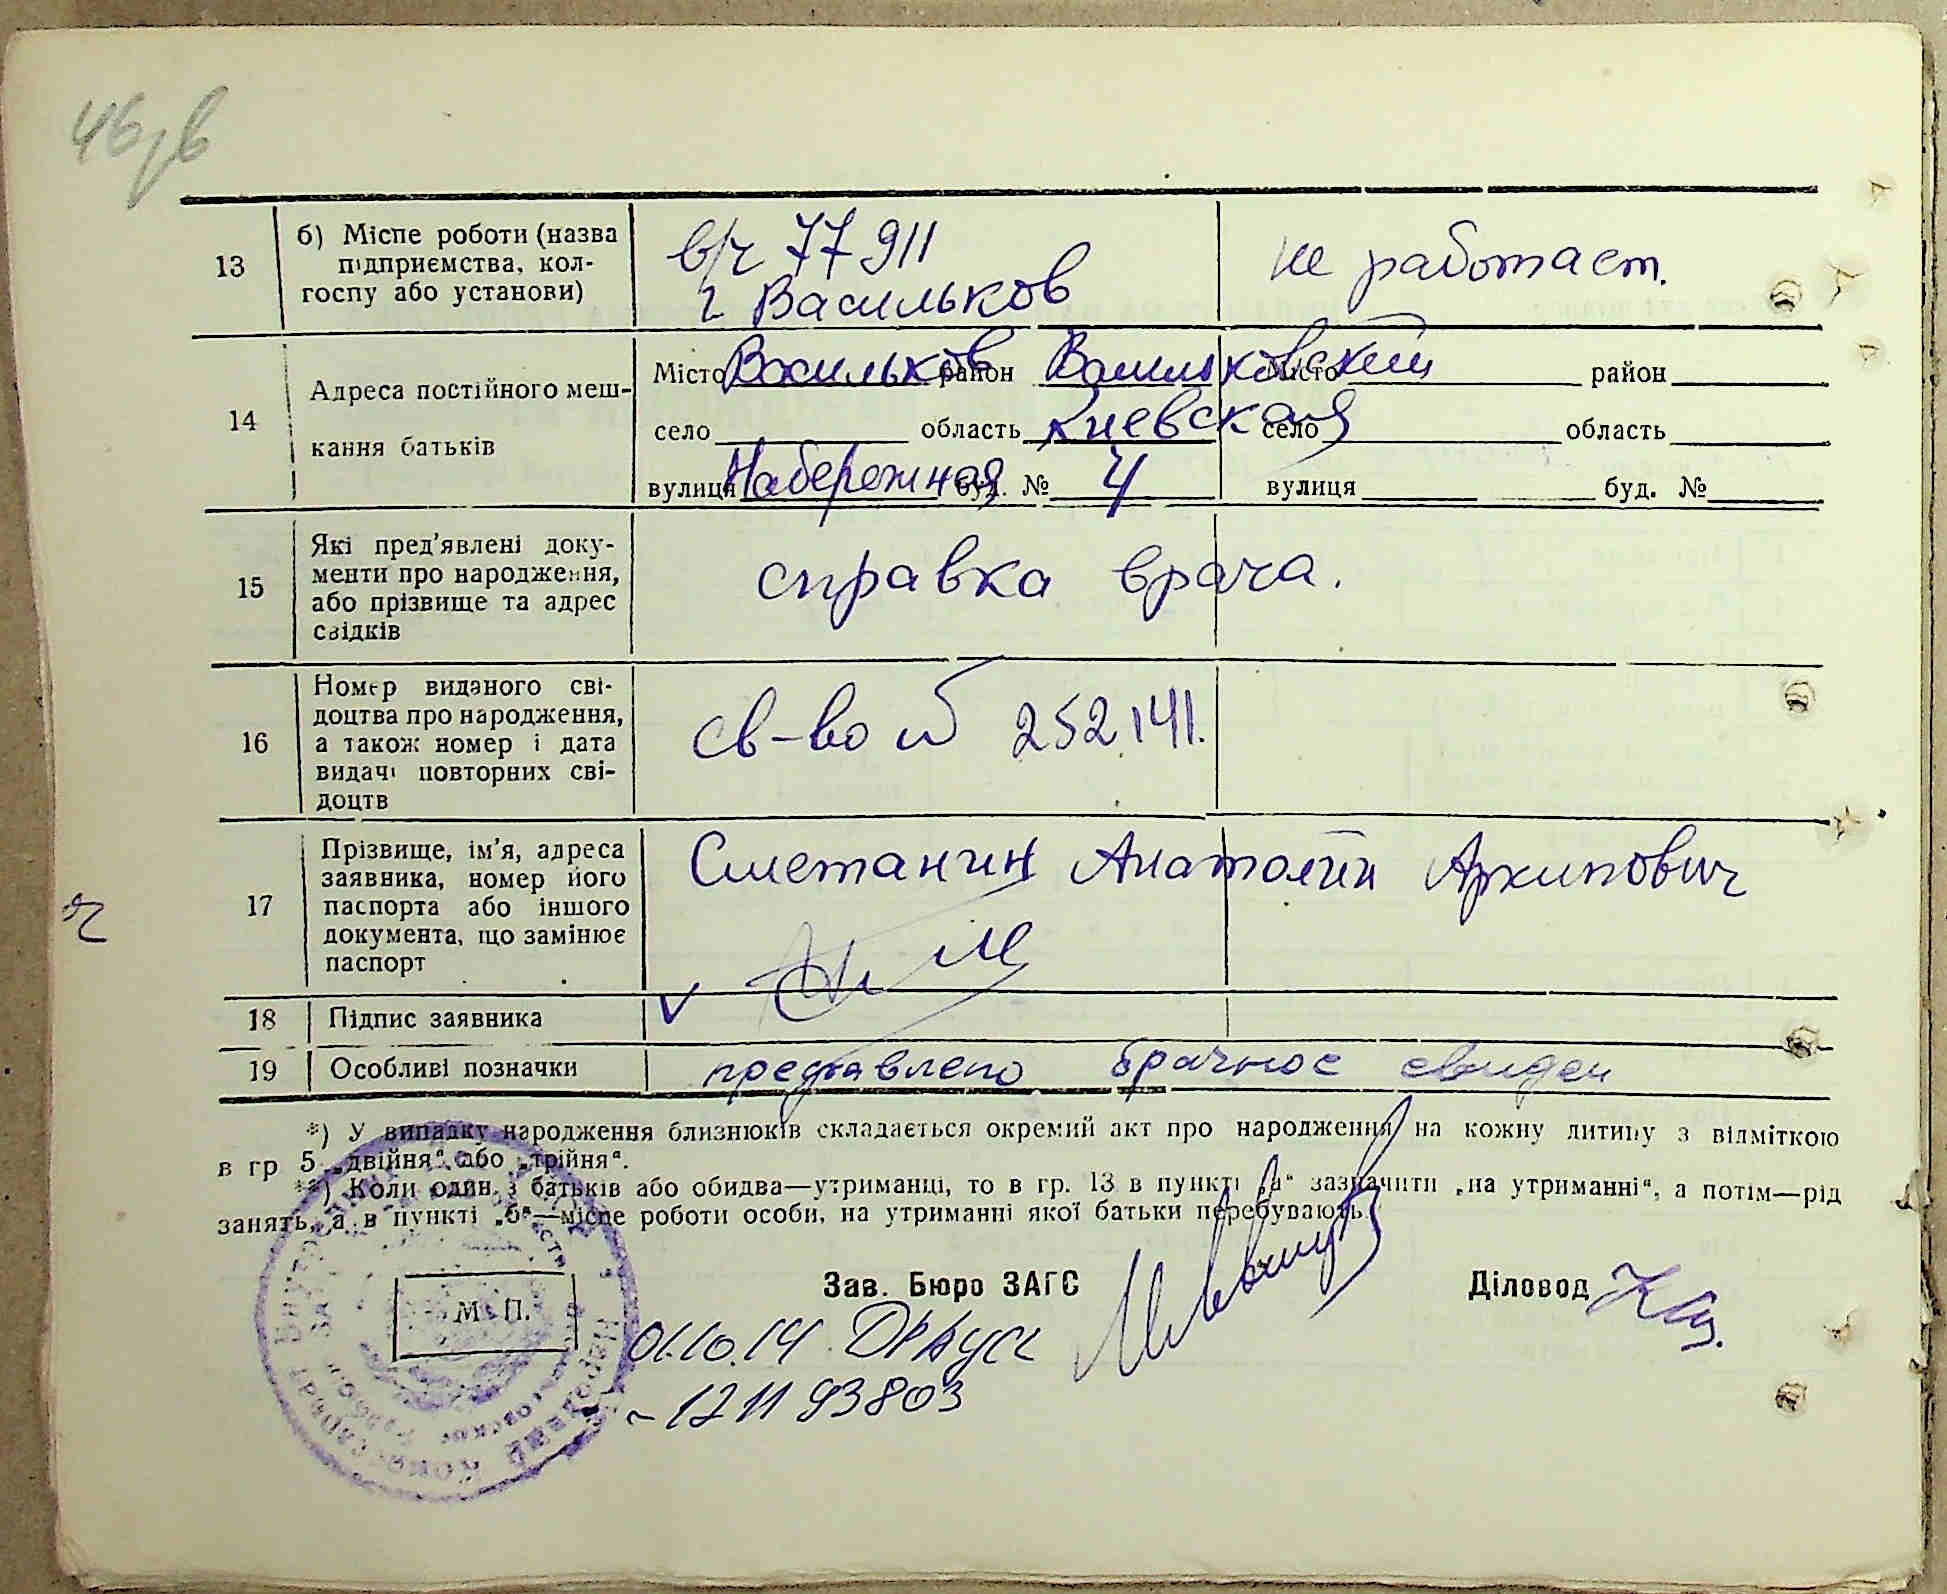 13
б) Місце роботи (назва підприємства, колгоспу або установи)
в/ч 77911
г Васильков
не работает.
14
Адреса постійного мешкання батьків
Місто Васильков район Васильковский
село область Киевская
вулиця Набережная буд. № 4
Місто район
село область
вулиця буд. №
15
Які пред'явлені документи про народження, або прізвище та адрес свідків
справка врача.
16
Номер виданого свідоцтва про народження, а також номер і дата видачі повторних свідоцтв
св-во № 252141.
17
Прізвище, ім'я, адреса заявника, номер його паспорта або іншого документа, що замінює паспорт
Сметанин Анатолий Архипович
18
Підпис заявника
V
19
Особливі позначки
представлено брачное свиден
*) У випадку народження близнюків складається окремий акт про народження на кожну дитину з відміткою
в гр 5 „двійня“ або „трійня“.
**) Коли один з батьків або обидва—утриманці, то в гр. 13 в пункті „а“ зазначити „на утриманні“, а потім—рід
занять, а в пункті „б“—місце роботи особи, на утриманні якої батьки перебувають.
Зав. Бюро ЗАГС
Діловод
М. П.
01.10.14
- 1211 93803